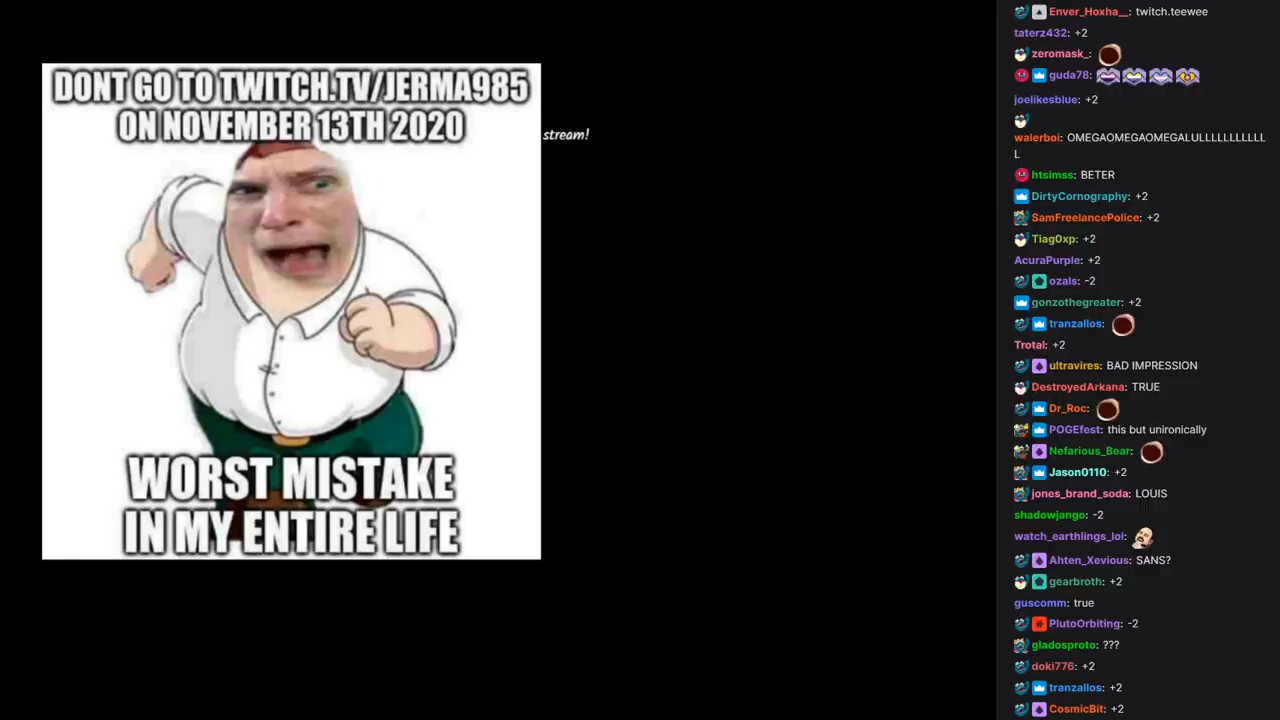 DONT GO TO TWITCH.TV/JERMA985
ON NOVEMBER 13TH 2020
stream!
WORST MISTAKE
IN MY ENTIRE LIFE
Enver_Hoxha__: twitch.teewee
taterz432: +2
zeromask_:
guda78:
joelikesblue: +2
walerboi: OMEGAOMEGAOMEGALULLLLLLLLLL
L
htsimss: BETER
DirtyCornography: +2
SamFreelancePolice: +2
Tiag0xp: +2
AcuraPurple: +2
ozals: -2
gonzothegreater: +2
tranzallos:
Trotal: +2
ultravires: BAD IMPRESSION
DestroyedArkana: TRUE
Dr_Roc:
POGEfest: this but unironically
Nefarious_Bear:
Jason0110: +2
jones_brand_soda: LOUIS
shadowjango: -2
watch_earthlings_lol:
Ahten_Xevious: SANS?
gearbroth: +2
guscomm: true
PlutoOrbiting: -2
gladosproto: ???
doki776: +2
tranzallos: +2
CosmicBit: +2